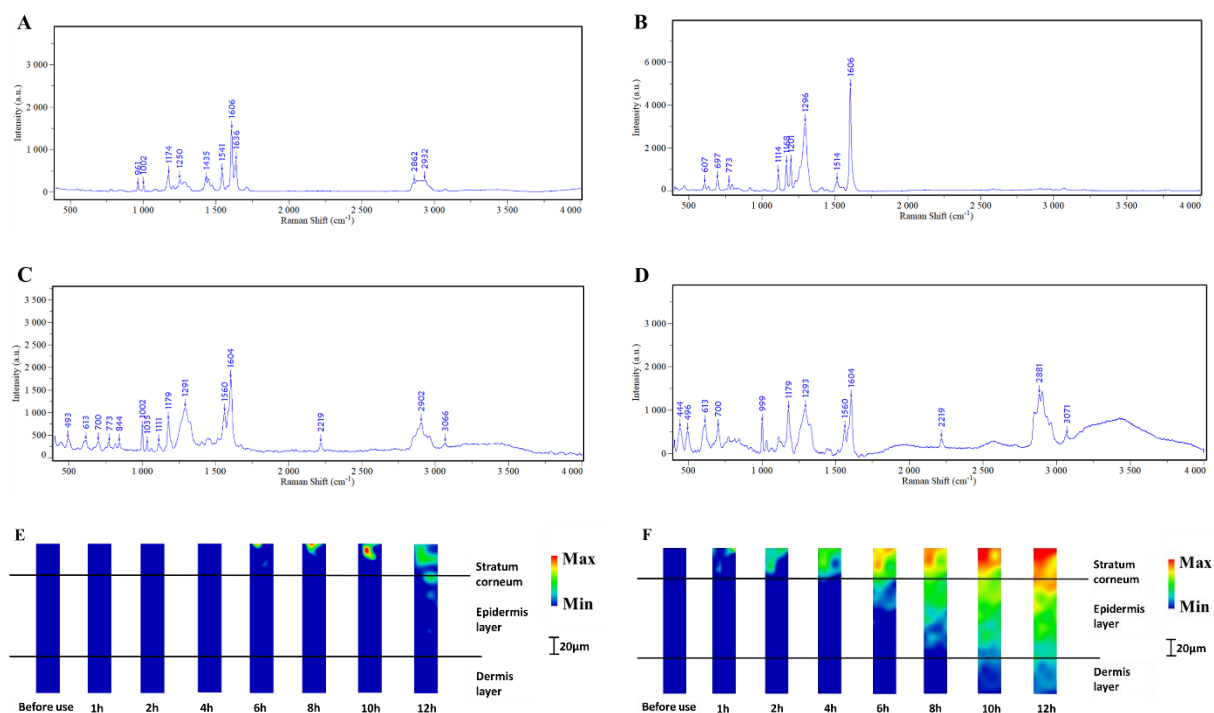 A
Intensity (a.u.)
3 000
2 000
1 000
0
961
1002
1174
1250
1435
1541
1606
1636
2862
2932
500
1 000
1 500
2 000
2 500
3 000
3 500
4 000
Raman Shift (cm⁻¹)
B
Intensity (a.u.)
6 000
4 000
2 000
0
607
697
773
1114
1168
1201
1296
1514
1606
500
1 000
1 500
2 000
2 500
3 000
3 500
4 000
Raman Shift (cm⁻¹)
C
Intensity (a.u.)
3 500
3 000
2 500
2 000
1 500
1 000
500
0
493
613
700
773
844
1002
1035
1111
1179
1291
1560
1604
2219
2902
3066
500
1 000
1 500
2 000
2 500
3 000
3 500
4 000
Raman Shift (cm⁻¹)
D
Intensity (a.u.)
3 000
2 000
1 000
0
444
496
613
700
999
1179
1293
1560
1604
2219
2881
3071
500
1 000
1 500
2 000
2 500
3 000
3 500
4 000
Raman Shift (cm⁻¹)
E
Max
Min
Stratum
corneum
Epidermis
layer
20μm
Dermis
layer
Before use 1h 2h 4h 6h 8h 10h 12h
F
Max
Min
Stratum
corneum
Epidermis
layer
20μm
Dermis
layer
Before use 1h 2h 4h 6h 8h 10h 12h